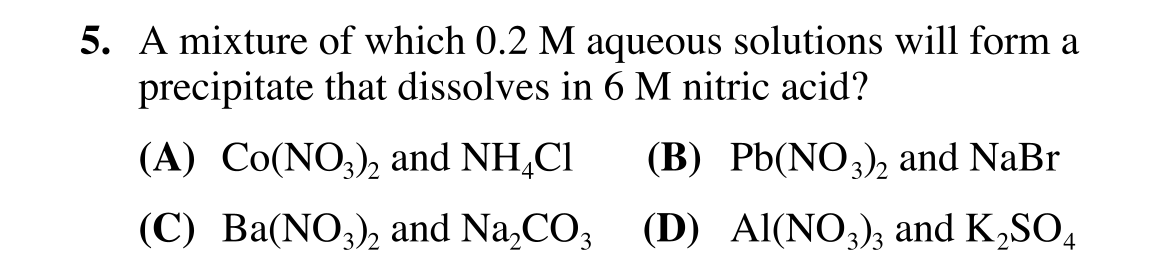 5. A mixture of which 0.2 M aqueous solutions will form a
precipitate that dissolves in 6 M nitric acid?
(A) Co(NO₃)₂ and NH₄Cl (B) Pb(NO₃)₂ and NaBr
(C) Ba(NO₃)₂ and Na₂CO₃ (D) Al(NO₃)₃ and K₂SO₄